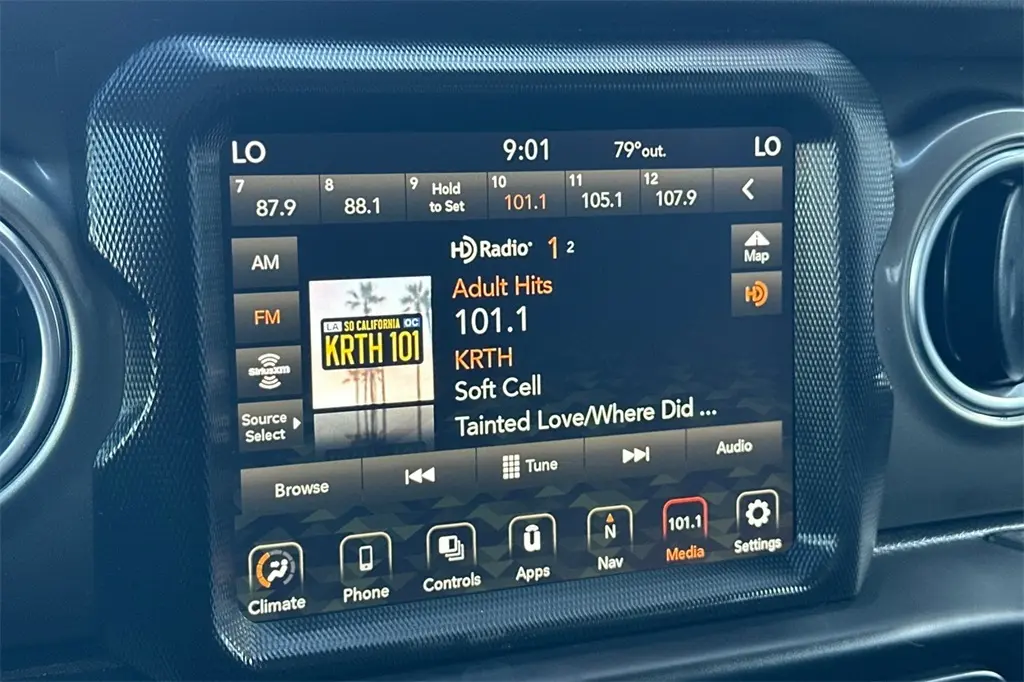 LO 9:01 79°out. LO
7 87.9 8 88.1 9 Hold to Set 10 101.1 11 105.1 12 107.9
AM
FM
SiriusXM
Source
Select
HD Radio 1 2
Adult Hits
101.1
KRTH
Soft Cell
Tainted Love/Where Did ...
LA SO CALIFORNIA OC
KRTH 101
Map
HD
Browse Tune Audio
Climate Phone Controls Apps N Nav 101.1 Media Settings